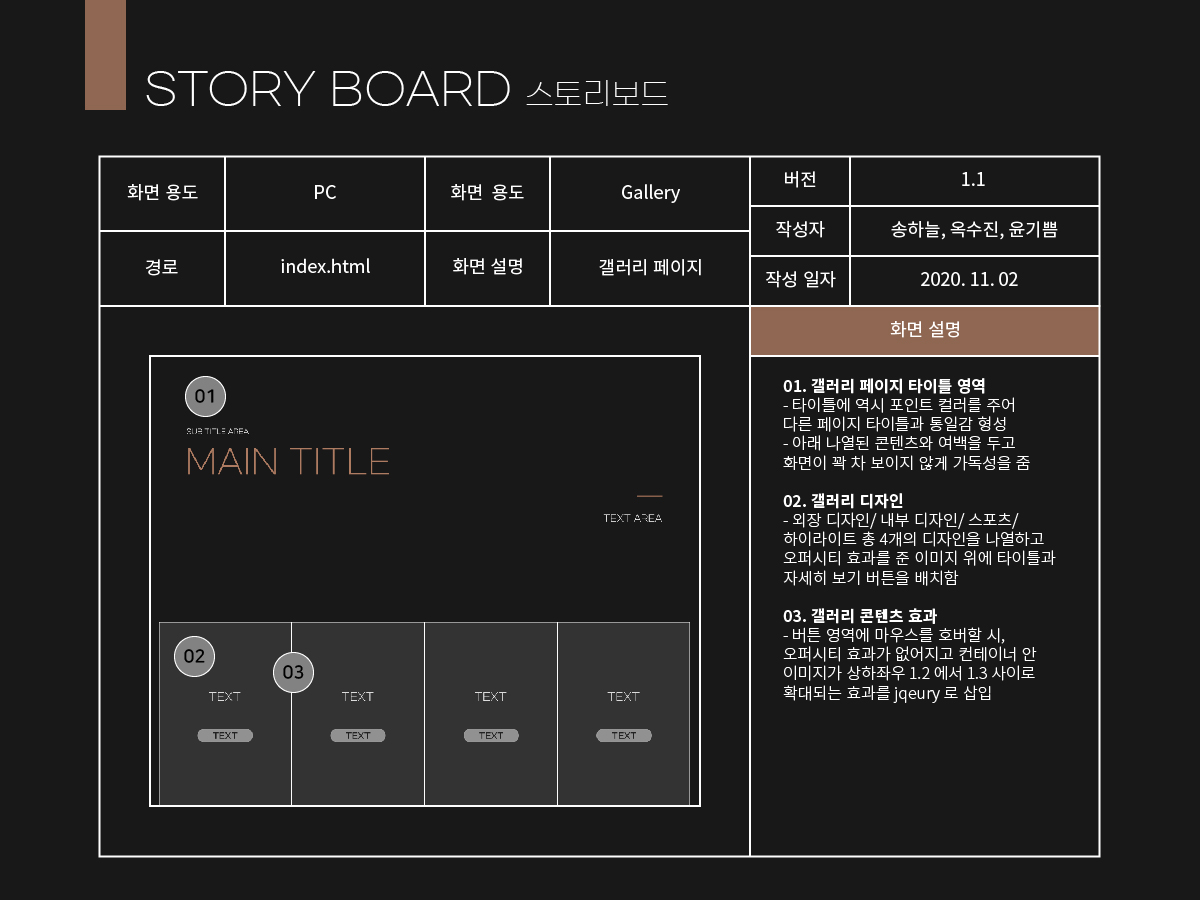 STORY BOARD 스토리보드
화면 용도 PC 화면 용도 Gallery 버전 1.1
작성자 송하늘, 옥수진, 윤기쁨
경로 index.html 화면 설명 갤러리 페이지 작성 일자 2020. 11. 02
화면 설명
01
SUB TITLE AREA
MAIN TITLE
TEXT AREA
02
03
TEXT TEXT TEXT TEXT
TEXT TEXT TEXT TEXT
01. 갤러리 페이지 타이틀 영역
- 타이틀에 역시 포인트 컬러를 주어
다른 페이지 타이틀과 통일감 형성
- 아래 나열된 콘텐츠와 여백을 두고
화면이 꽉 차 보이지 않게 가독성을 줌
02. 갤러리 디자인
- 외장 디자인/ 내부 디자인/ 스포츠/
하이라이트 총 4개의 디자인을 나열하고
오퍼시티 효과를 준 이미지 위에 타이틀과
자세히 보기 버튼을 배치함
03. 갤러리 콘텐츠 효과
- 버튼 영역에 마우스를 호버할 시,
오퍼시티 효과가 없어지고 컨테이너 안
이미지가 상하좌우 1.2 에서 1.3 사이로
확대되는 효과를 jqeury 로 삽입